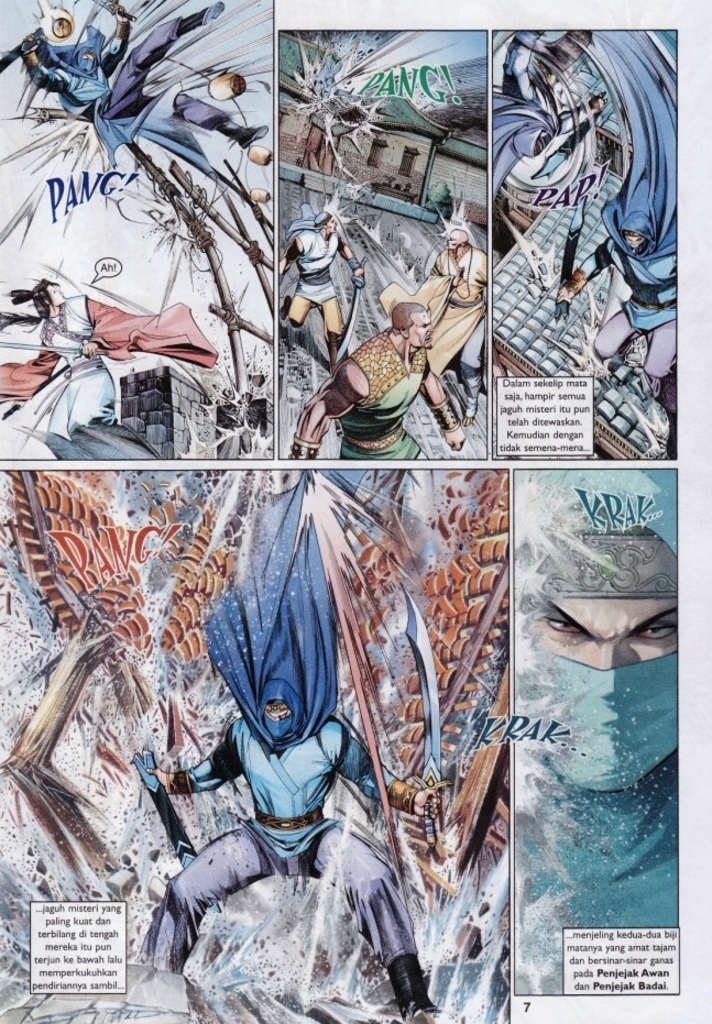 PANG!
Ah!
PANG!
PAP!
Dalam sekelip mata
saja, hampir semua
jaguh misteri itu pun
telah ditewaskan.
Kemudian dengan
tidak semena-mena...
PANG!
...jaguh misteri yang
paling kuat dan
terbilang di tengah
mereka itu pun
terjun ke bawah lalu
memperkukuhkan
pendiriannya sambil...
KRAK...
KRAK...
...menjeling kedua-dua biji
matanya yang amat tajam
dan bersinar-sinar ganas
pada Penjejak Awan
dan Penjejak Badai.
7